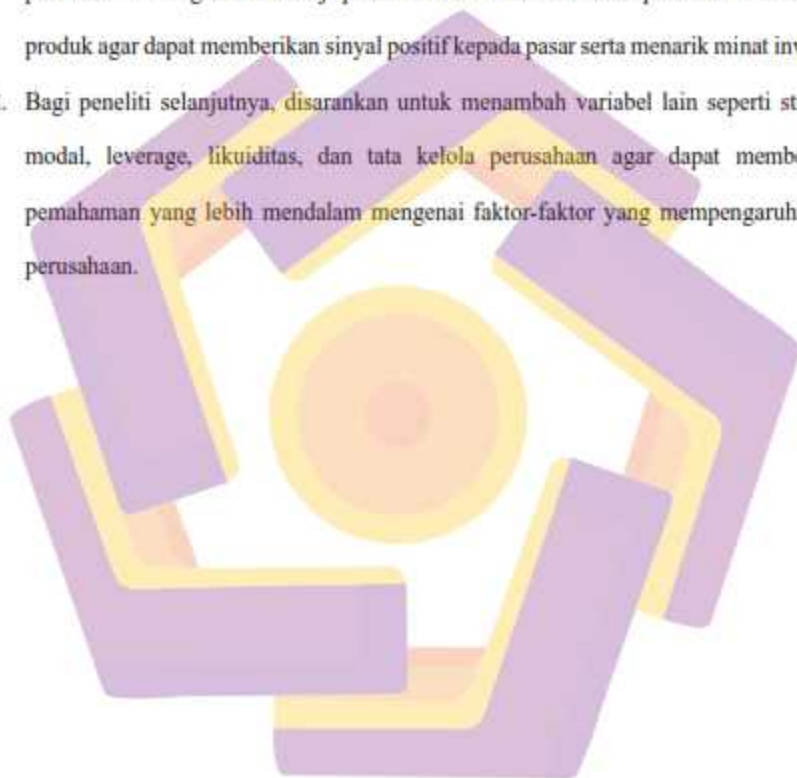 produk agar dapat memberikan sinyal positif kepada pasar serta menarik minat inv
. Bagi peneliti selanjutnya, disarankan untuk menambah variabel lain seperti st
modal, leverage, likuiditas, dan tata kelola perusahaan agar dapat membe
pemahaman yang lebih mendalam mengenai faktor-faktor yang mempengaruh
perusahaan.